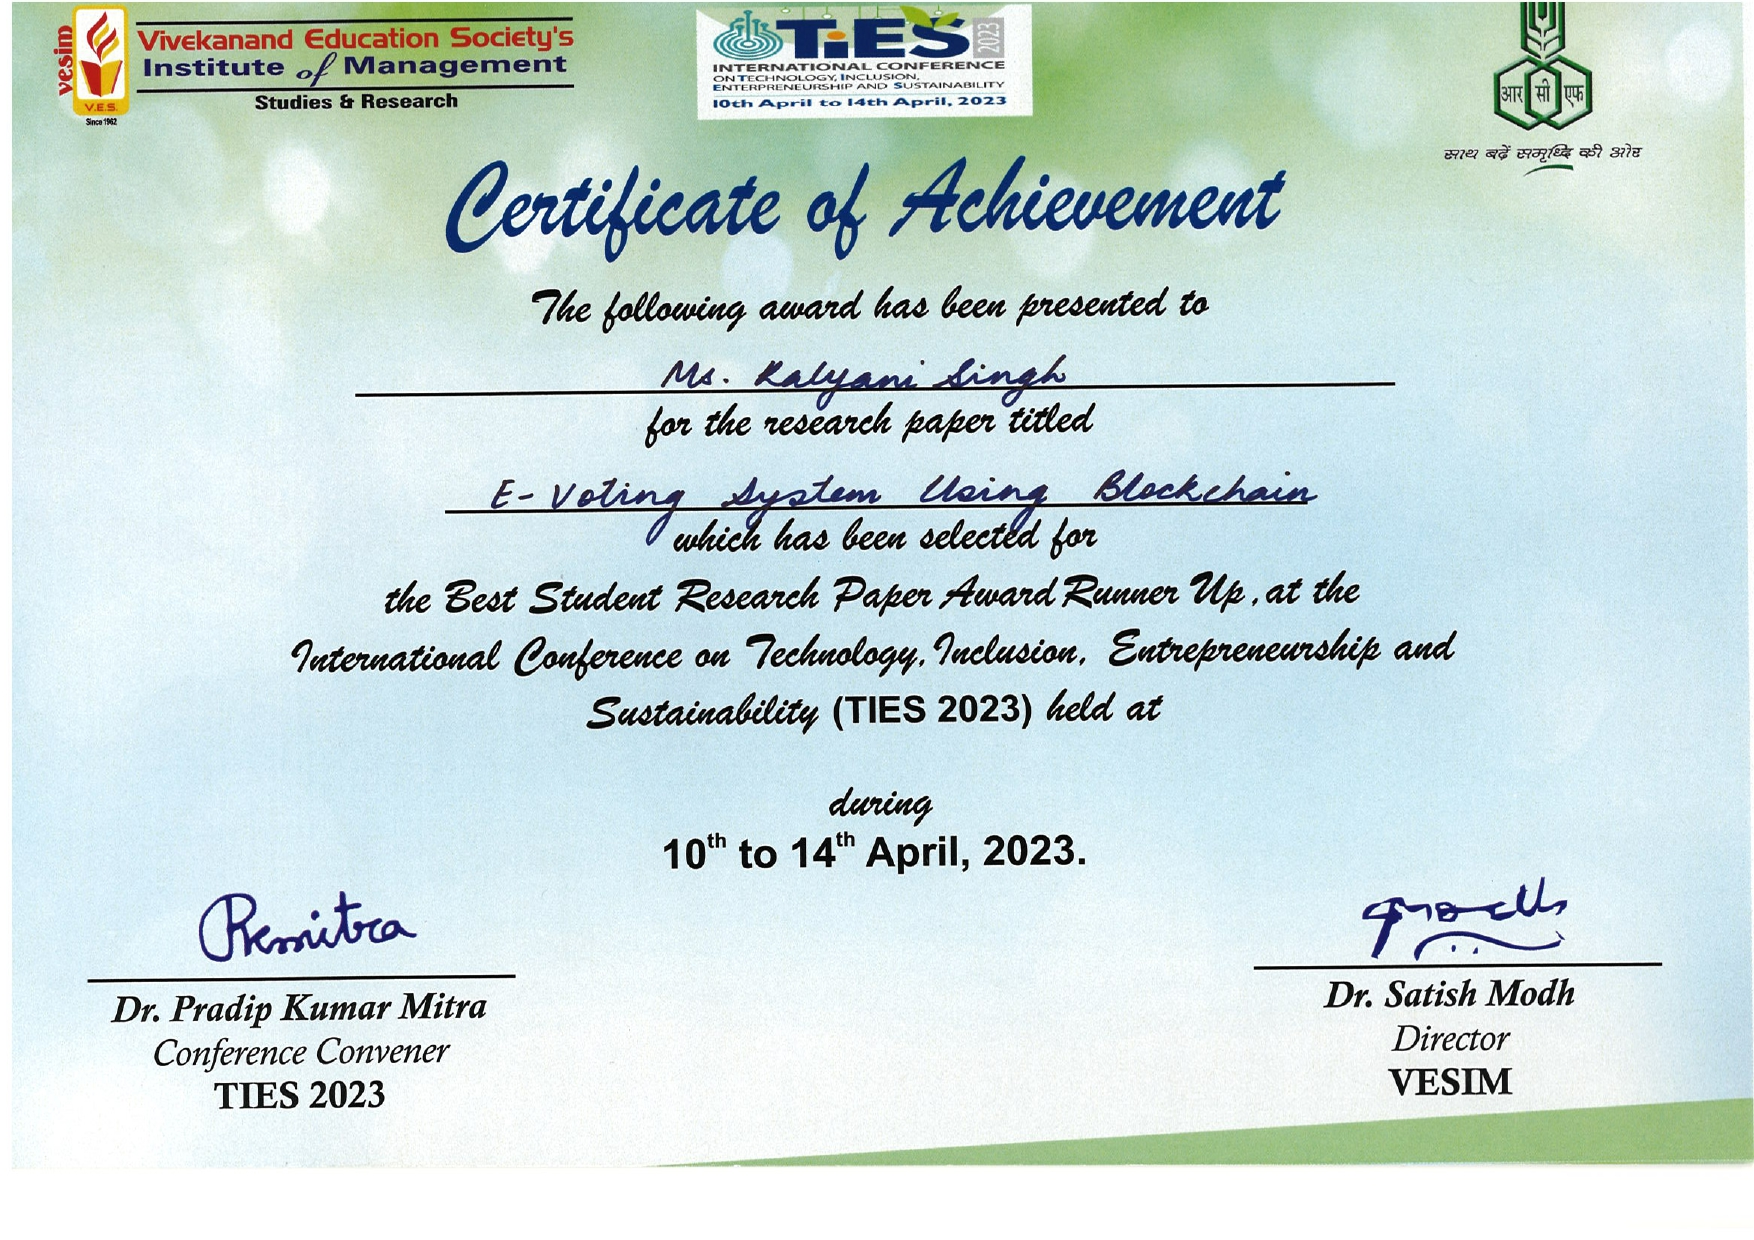 vesim
V.E.S.
Since 1962
Vivekanand Education Society's
Institute of Management
Studies & Research
TiES 2023
INTERNATIONAL CONFERENCE
ON TECHNOLOGY, INCLUSION,
ENTERPRENEURSHIP AND SUSTAINABILITY
10th April to 14th April, 2023
आर सी एफ
साथ बढ़ें समृध्दि की ओर
Certificate of Achievement
The following award has been presented to
Ms. Kalyani Singh
for the research paper titled
E-Voting System Using Blockchain
which has been selected for
the Best Student Research Paper Award Runner Up, at the
International Conference on Technology, Inclusion, Entrepreneurship and
Sustainability (TIES 2023) held at
during
10th to 14th April, 2023.
Pkmitra
Dr. Pradip Kumar Mitra
Conference Convener
TIES 2023
Dr. Satish Modh
Director
VESIM